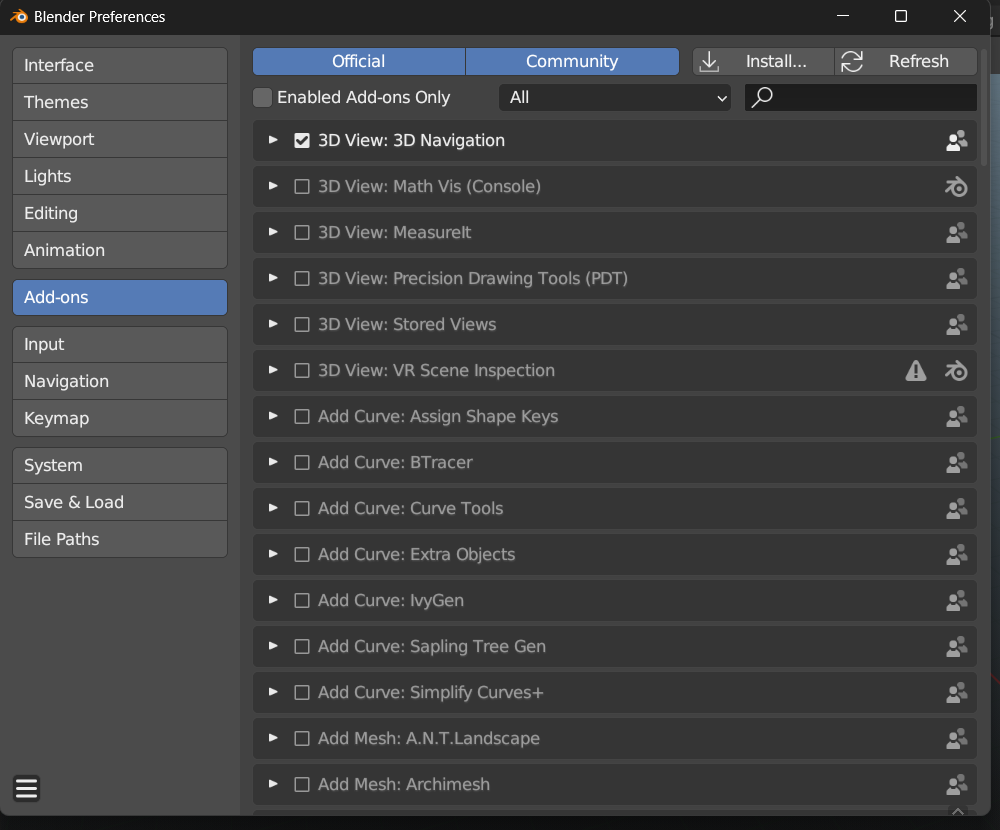 Blender Preferences
Interface
Themes
Viewport
Lights
Editing
Animation
Add-ons
Input
Navigation
Keymap
System
Save & Load
File Paths
Official Community Install... Refresh
Enabled Add-ons Only All
3D View: 3D Navigation
3D View: Math Vis (Console)
3D View: MeasureIt
3D View: Precision Drawing Tools (PDT)
3D View: Stored Views
3D View: VR Scene Inspection
Add Curve: Assign Shape Keys
Add Curve: BTracer
Add Curve: Curve Tools
Add Curve: Extra Objects
Add Curve: IvyGen
Add Curve: Sapling Tree Gen
Add Curve: Simplify Curves+
Add Mesh: A.N.T.Landscape
Add Mesh: Archimesh